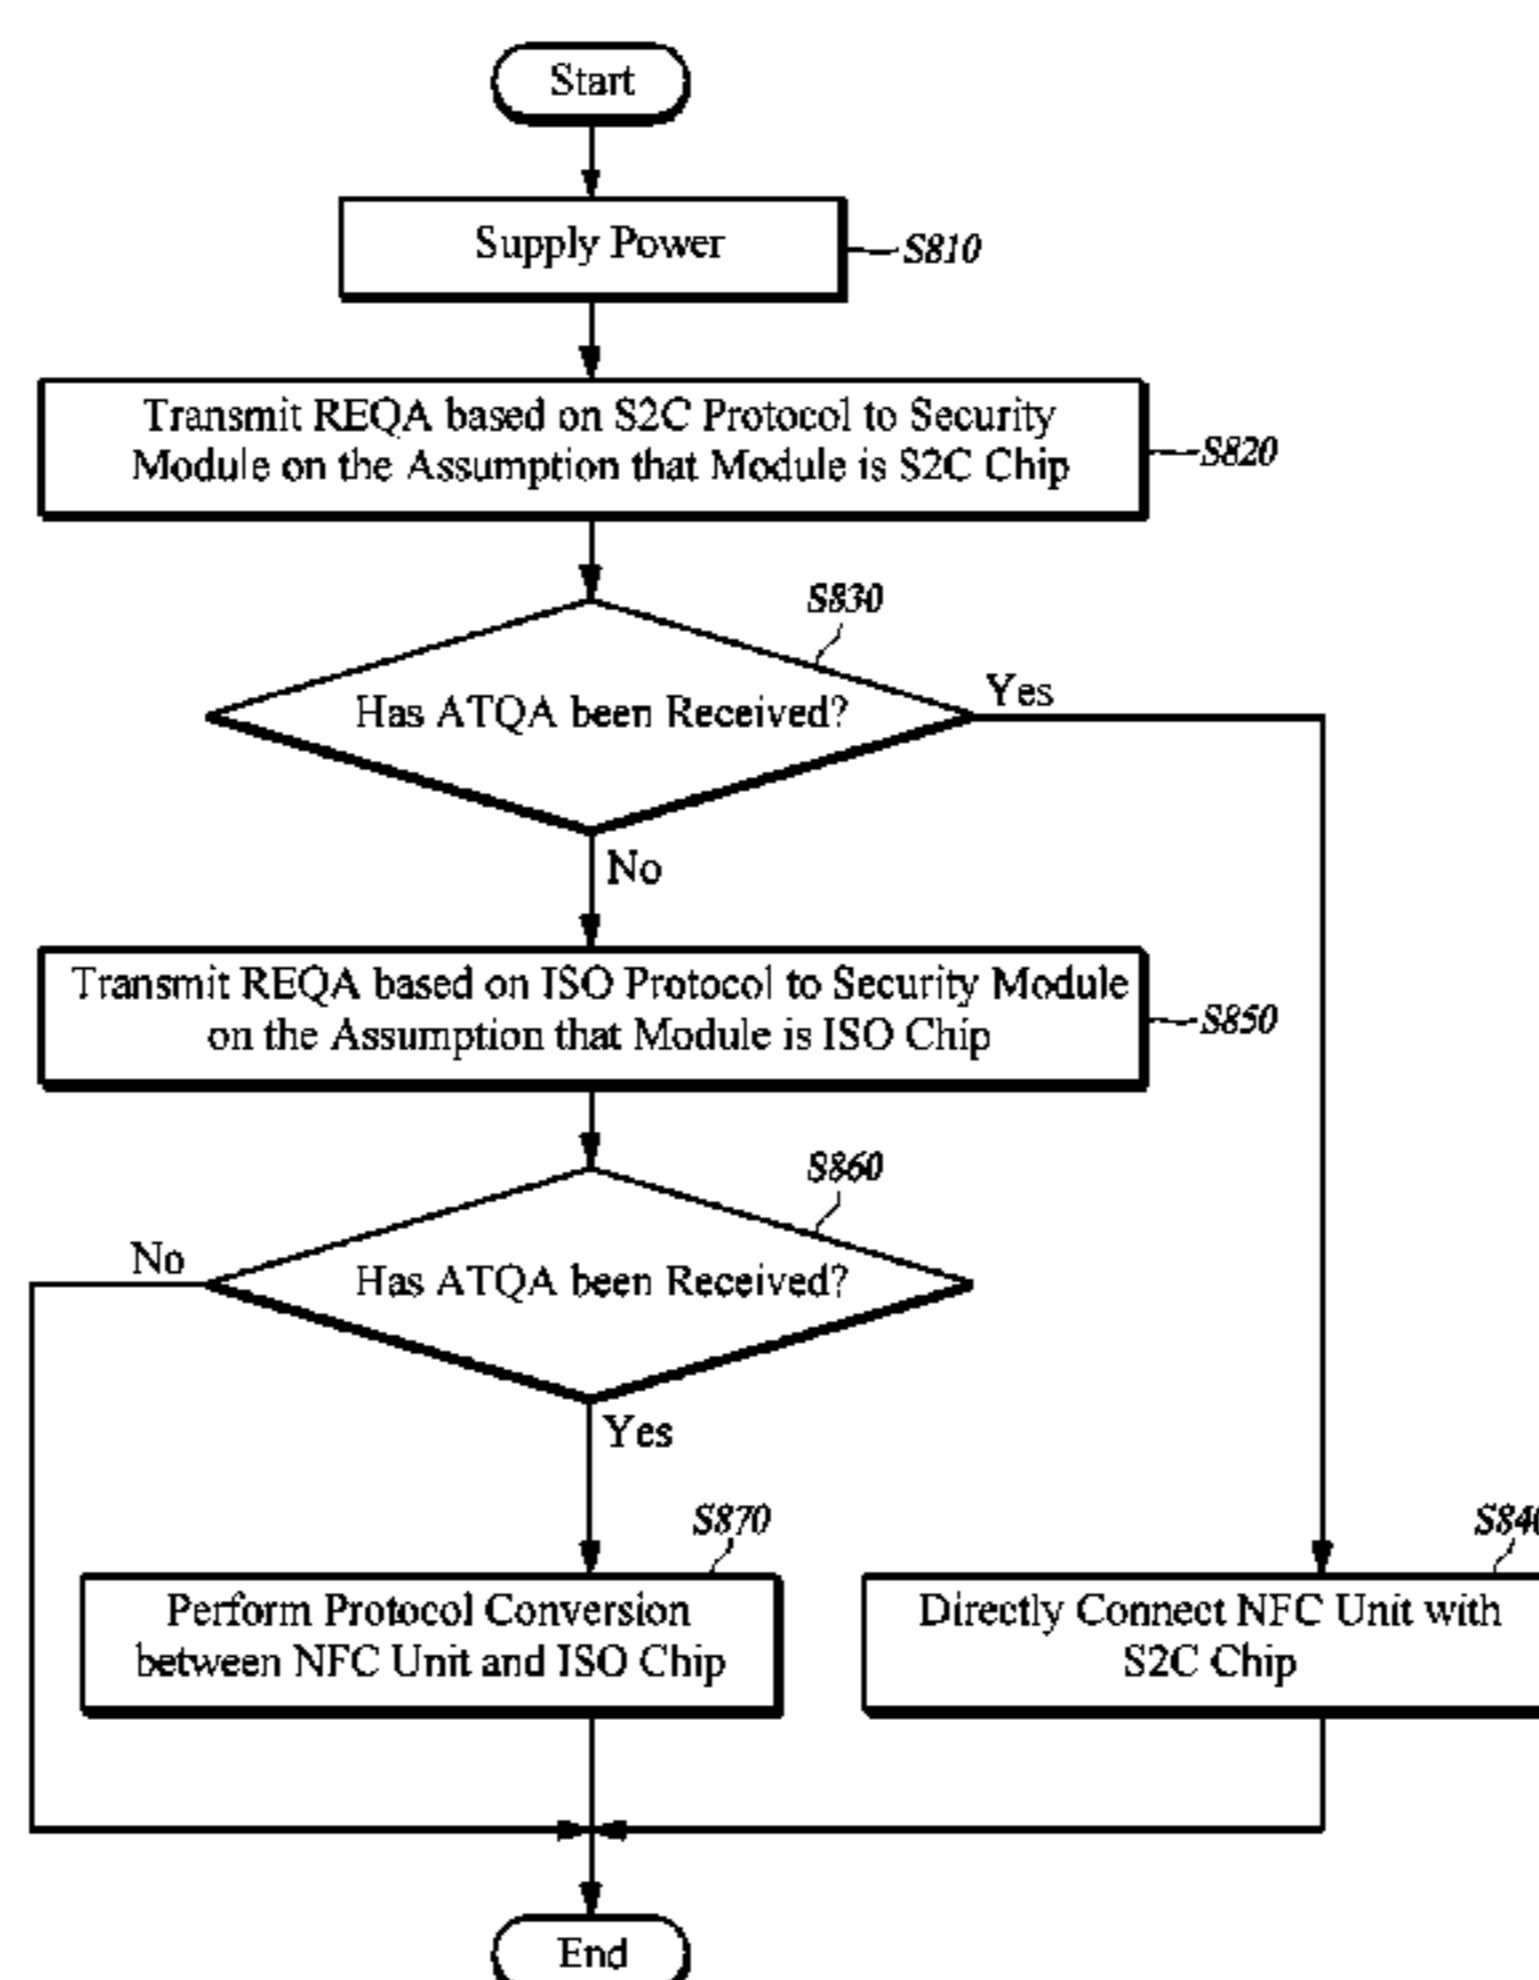 Start
Supply Power
S810
Transmit REQA based on S2C Protocol to Security
Module on the Assumption that Module is S2C Chip
S820
S830
Has ATQA been Received?
Yes
No
Transmit REQA based on ISO Protocol to Security Module
on the Assumption that Module is ISO Chip
S850
S860
No
Has ATQA been Received?
Yes
S870
S840
Perform Protocol Conversion
between NFC Unit and ISO Chip
Directly Connect NFC Unit with
S2C Chip
End